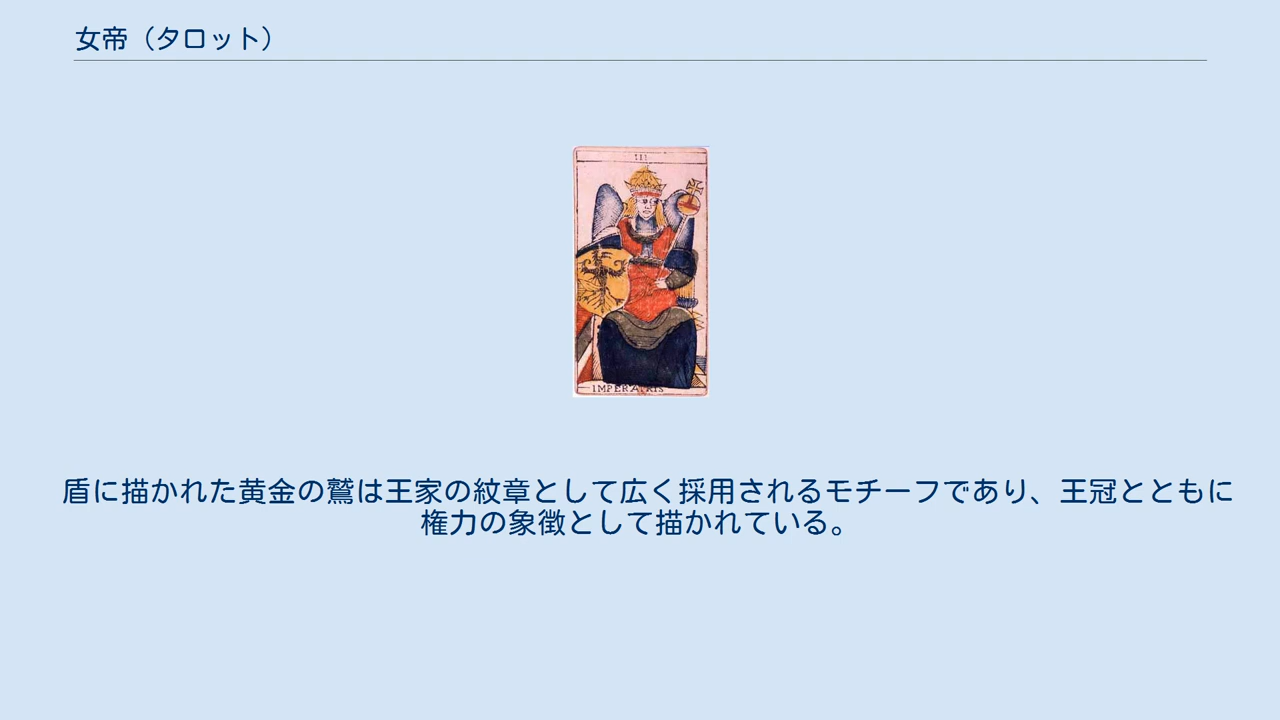 女帝（タロット）
III
IMPERATRIS
盾に描かれた黄金の鷲は王家の紋章として広く採用されるモチーフであり、王冠とともに
権力の象徴として描かれている。